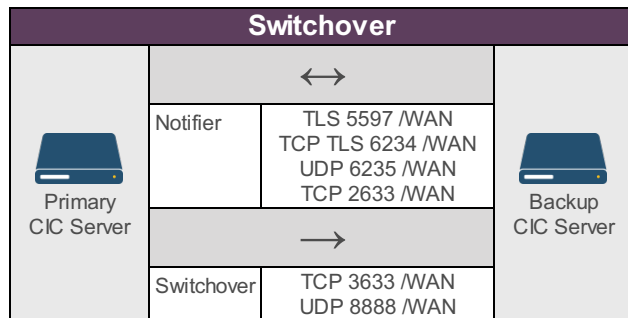 Switchover
↔
Notifier
TLS 5597 /WAN
TCP TLS 6234 /WAN
UDP 6235 /WAN
TCP 2633 /WAN
Primary
CIC Server
Backup
CIC Server
→
Switchover
TCP 3633 /WAN
UDP 8888 /WAN